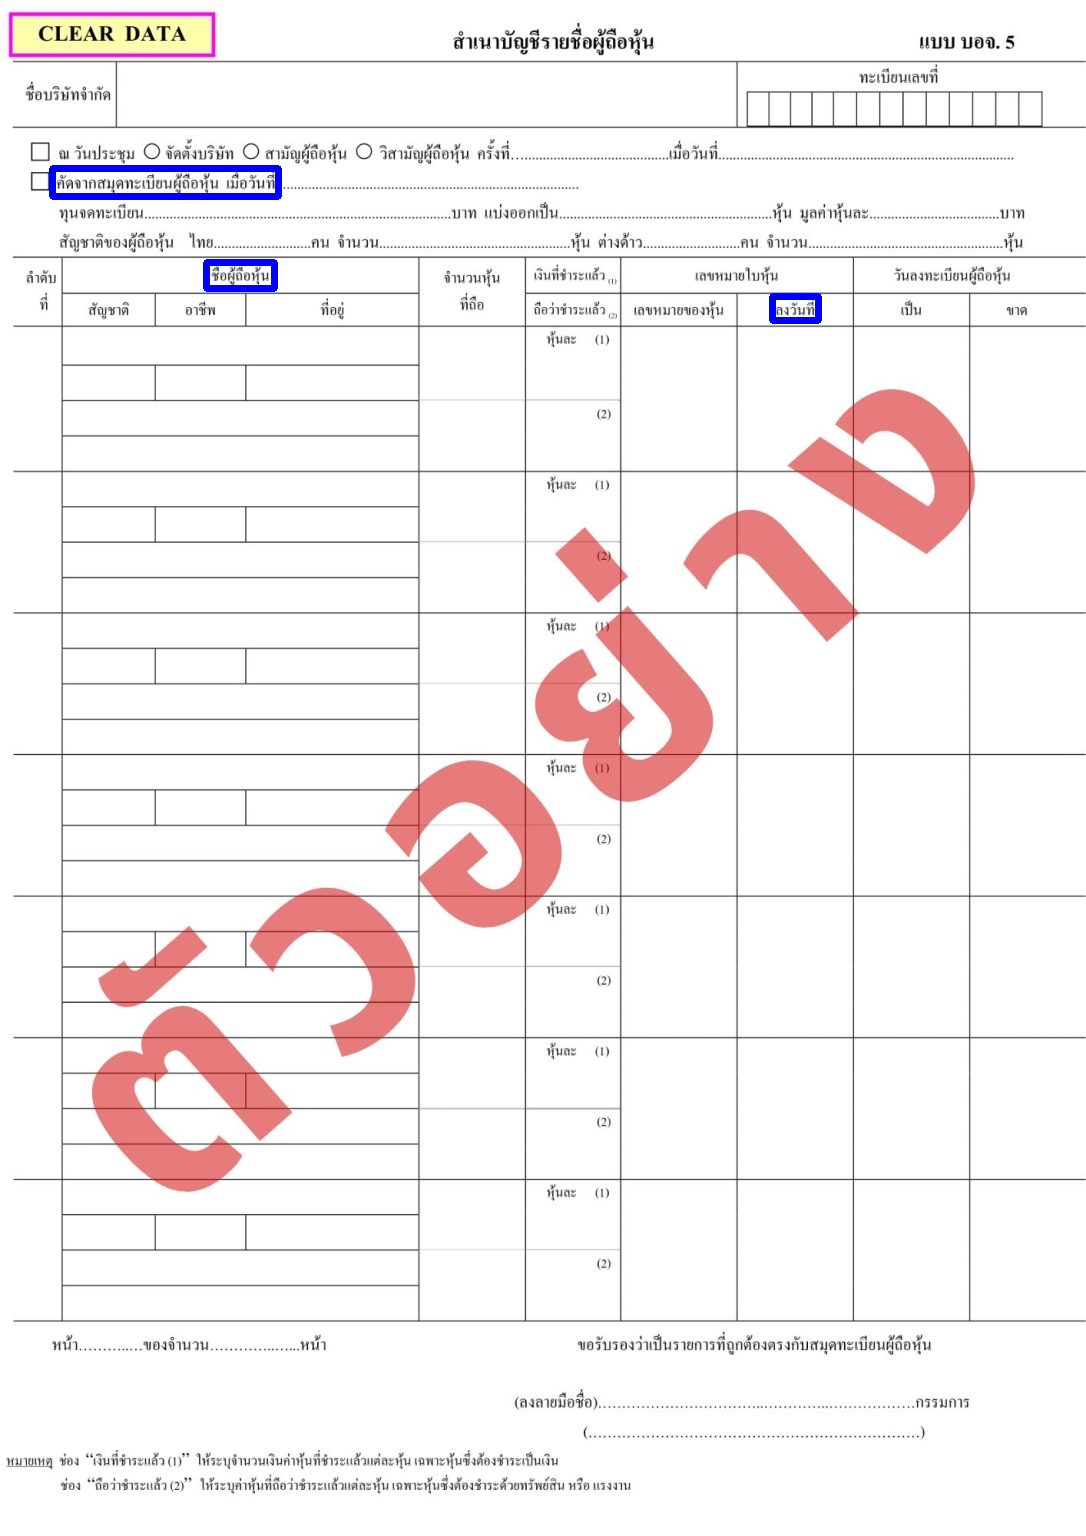 CLEAR DATA
สำเนาบัญชีรายชื่อผู้ถือหุ้น แบบ บอจ. 5
ชื่อบริษัทจำกัด ทะเบียนเลขที่
ณ วันประชุม จัดตั้งบริษัท สามัญผู้ถือหุ้น วิสามัญผู้ถือหุ้น ครั้งที่....................................เมื่อวันที่....................................
คัดจากสมุดทะเบียนผู้ถือหุ้น เมื่อวันที่....................................
ทุนจดทะเบียน....................................บาท แบ่งออกเป็น....................................หุ้น มูลค่าหุ้นละ....................................บาท
สัญชาติของผู้ถือหุ้น ไทย..........................คน จำนวน....................................หุ้น ต่างด้าว..........................คน จำนวน....................................หุ้น
ลำดับที่ ชื่อผู้ถือหุ้น จำนวนหุ้นที่ถือ เงินที่ชำระแล้ว (1) เลขหมายใบหุ้น วันลงทะเบียนผู้ถือหุ้น
สัญชาติ อาชีพ ที่อยู่ ถือว่าชำระแล้ว (2) เลขหมายของหุ้น ลงวันที่ เป็น ขาด
หุ้นละ (1)
(2)
หุ้นละ (1)
(2)
หุ้นละ (1)
(2)
หุ้นละ (1)
(2)
หุ้นละ (1)
(2)
หุ้นละ (1)
(2)
หุ้นละ (1)
(2)
ตัวอย่าง
หน้า..............ของจำนวน..................หน้า ขอรับรองว่าเป็นรายการที่ถูกต้องตรงกับสมุดทะเบียนผู้ถือหุ้น
(ลงลายมือชื่อ)....................................กรรมการ
(....................................)
หมายเหตุ ช่อง “เงินที่ชำระแล้ว (1)” ให้ระบุจำนวนเงินค่าหุ้นที่ชำระแล้วแต่ละหุ้น เฉพาะหุ้นซึ่งต้องชำระเป็นเงิน
ช่อง “ถือว่าชำระแล้ว (2)” ให้ระบุค่าหุ้นที่ถือว่าชำระแล้วแต่ละหุ้น เฉพาะหุ้นซึ่งต้องชำระด้วยทรัพย์สิน หรือ แรงงาน